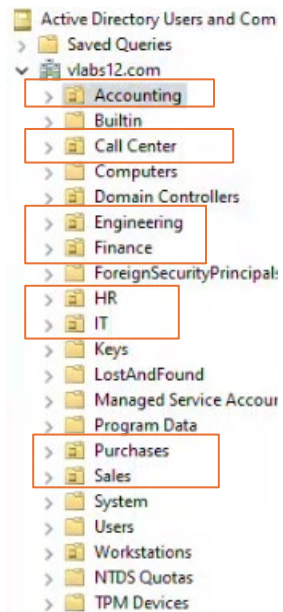 Active Directory Users and Com
Saved Queries
vlabs12.com
Accounting
Builtin
Call Center
Computers
Domain Controllers
Engineering
Finance
ForeignSecurityPrincipals
HR
IT
Keys
LostAndFound
Managed Service Accour
Program Data
Purchases
Sales
System
Users
Workstations
NTDS Quotas
TPM Devices